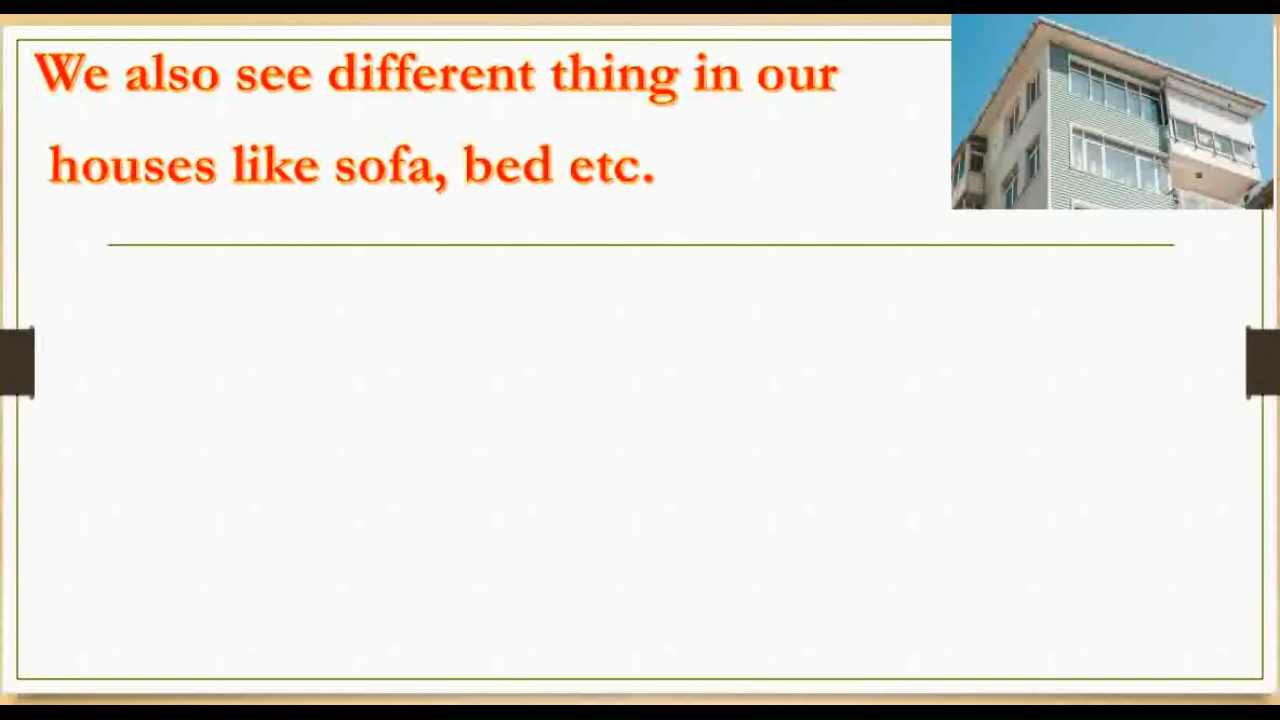 We also see different thing in our
houses like sofa, bed etc.